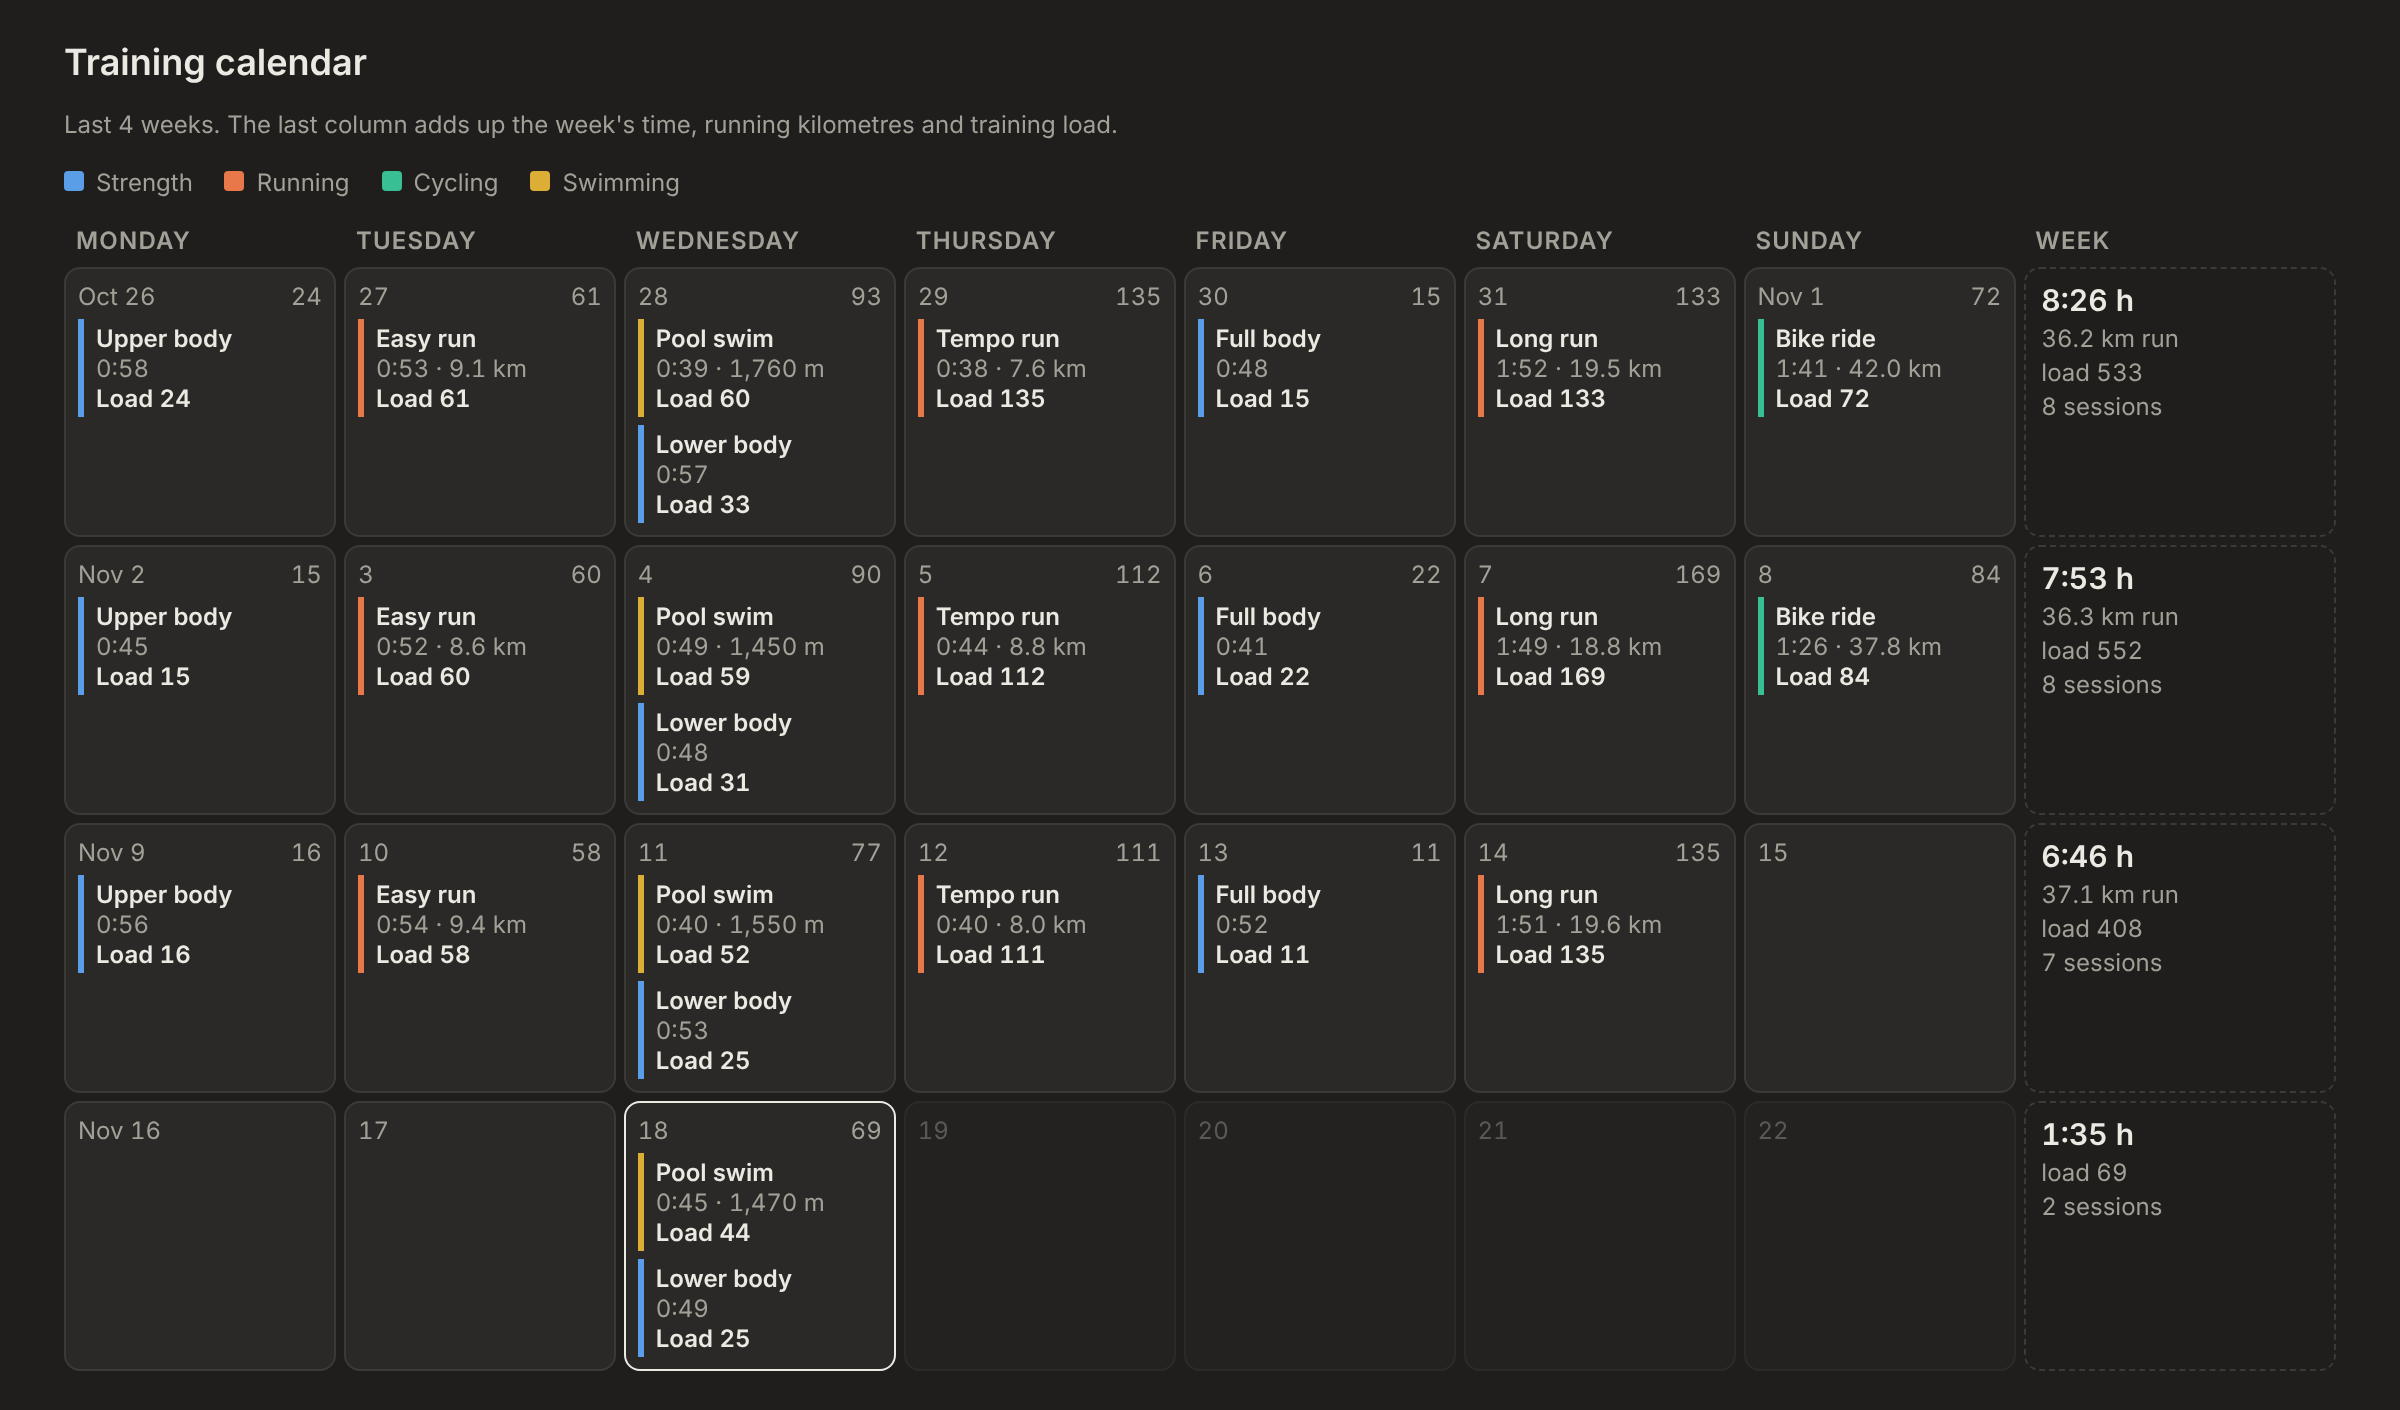 Training calendar
Last 4 weeks. The last column adds up the week's time, running kilometres and training load.
Strength Running Cycling Swimming
MONDAY TUESDAY WEDNESDAY THURSDAY FRIDAY SATURDAY SUNDAY WEEK
Oct 26 24
Upper body
0:58
Load 24
27 61
Easy run
0:53 · 9.1 km
Load 61
28 93
Pool swim
0:39 · 1,760 m
Load 60
Lower body
0:57
Load 33
29 135
Tempo run
0:38 · 7.6 km
Load 135
30 15
Full body
0:48
Load 15
31 133
Long run
1:52 · 19.5 km
Load 133
Nov 1 72
Bike ride
1:41 · 42.0 km
Load 72
8:26 h
36.2 km run
load 533
8 sessions
Nov 2 15
Upper body
0:45
Load 15
3 60
Easy run
0:52 · 8.6 km
Load 60
4 90
Pool swim
0:49 · 1,450 m
Load 59
Lower body
0:48
Load 31
5 112
Tempo run
0:44 · 8.8 km
Load 112
6 22
Full body
0:41
Load 22
7 169
Long run
1:49 · 18.8 km
Load 169
8 84
Bike ride
1:26 · 37.8 km
Load 84
7:53 h
36.3 km run
load 552
8 sessions
Nov 9 16
Upper body
0:56
Load 16
10 58
Easy run
0:54 · 9.4 km
Load 58
11 77
Pool swim
0:40 · 1,550 m
Load 52
Lower body
0:53
Load 25
12 111
Tempo run
0:40 · 8.0 km
Load 111
13 11
Full body
0:52
Load 11
14 135
Long run
1:51 · 19.6 km
Load 135
15
6:46 h
37.1 km run
load 408
7 sessions
Nov 16
17
18 69
Pool swim
0:45 · 1,470 m
Load 44
Lower body
0:49
Load 25
19
20
21
22
1:35 h
load 69
2 sessions